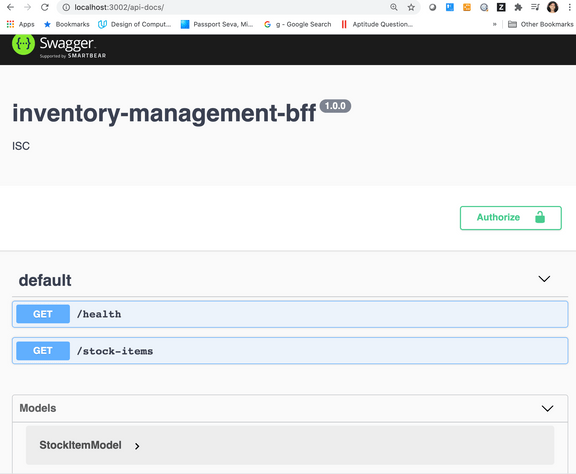 localhost:3002/api-docs/
Apps Bookmarks Design of Comput... Passport Seva, Mi... g - Google Search Aptitude Question... » Other Bookmarks
Swagger.
Supported by SMARTBEAR
inventory-management-bff 1.0.0
ISC
Authorize
default
GET /health
GET /stock-items
Models
StockItemModel